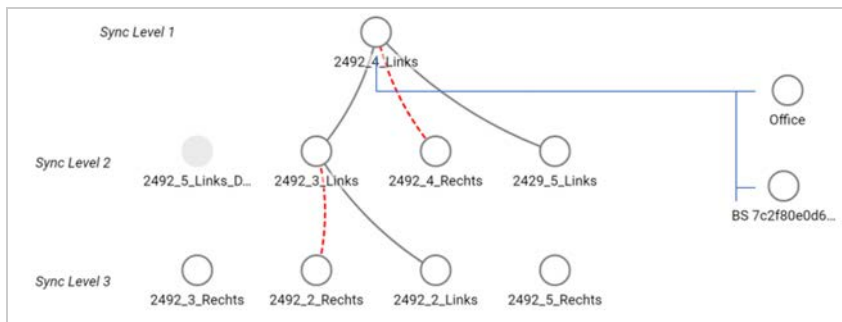 Sync Level 1
2492_4_Links
Office
Sync Level 2
2492_5_Links_D...
2492_3_Links
2492_4_Rechts
2429_5_Links
BS 7c2f80e0d6...
Sync Level 3
2492_3_Rechts
2492_2_Rechts
2492_2_Links
2492_5_Rechts